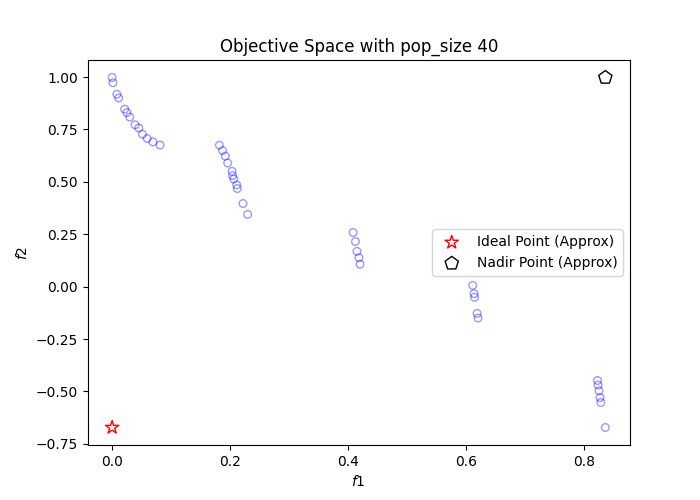 Objective Space with pop_size 40
1.00
0.75
0.50
0.25
0.00
−0.25
−0.50
−0.75
f2
Ideal Point (Approx)
Nadir Point (Approx)
0.0 0.2 0.4 0.6 0.8
f1